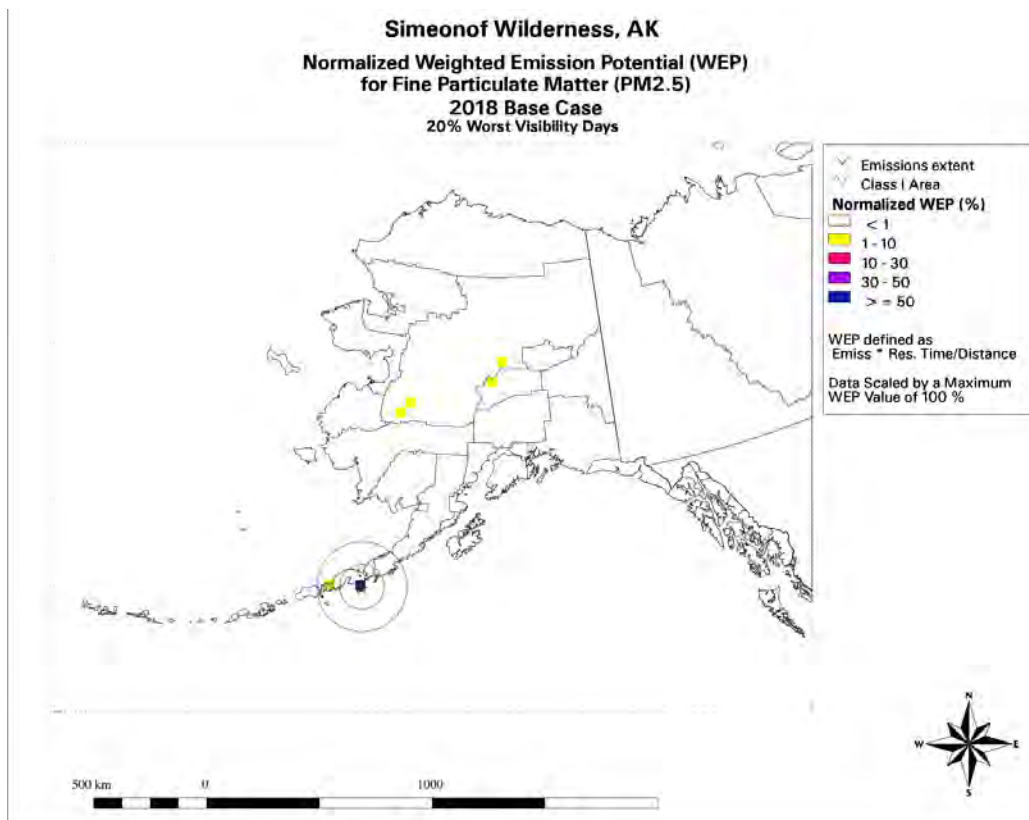 Simeonof Wilderness, AK
Normalized Weighted Emission Potential (WEP)
for Fine Particulate Matter (PM2.5)
2018 Base Case
20% Worst Visibility Days
Emissions extent
Class I Area
Normalized WEP (%)
< 1
1 - 10
10 - 30
30 - 50
> = 50
WEP defined as
Emiss * Res. Time/Distance
Data Scaled by a Maximum
WEP Value of 100 %
N
W E
S
500 km 0 1000